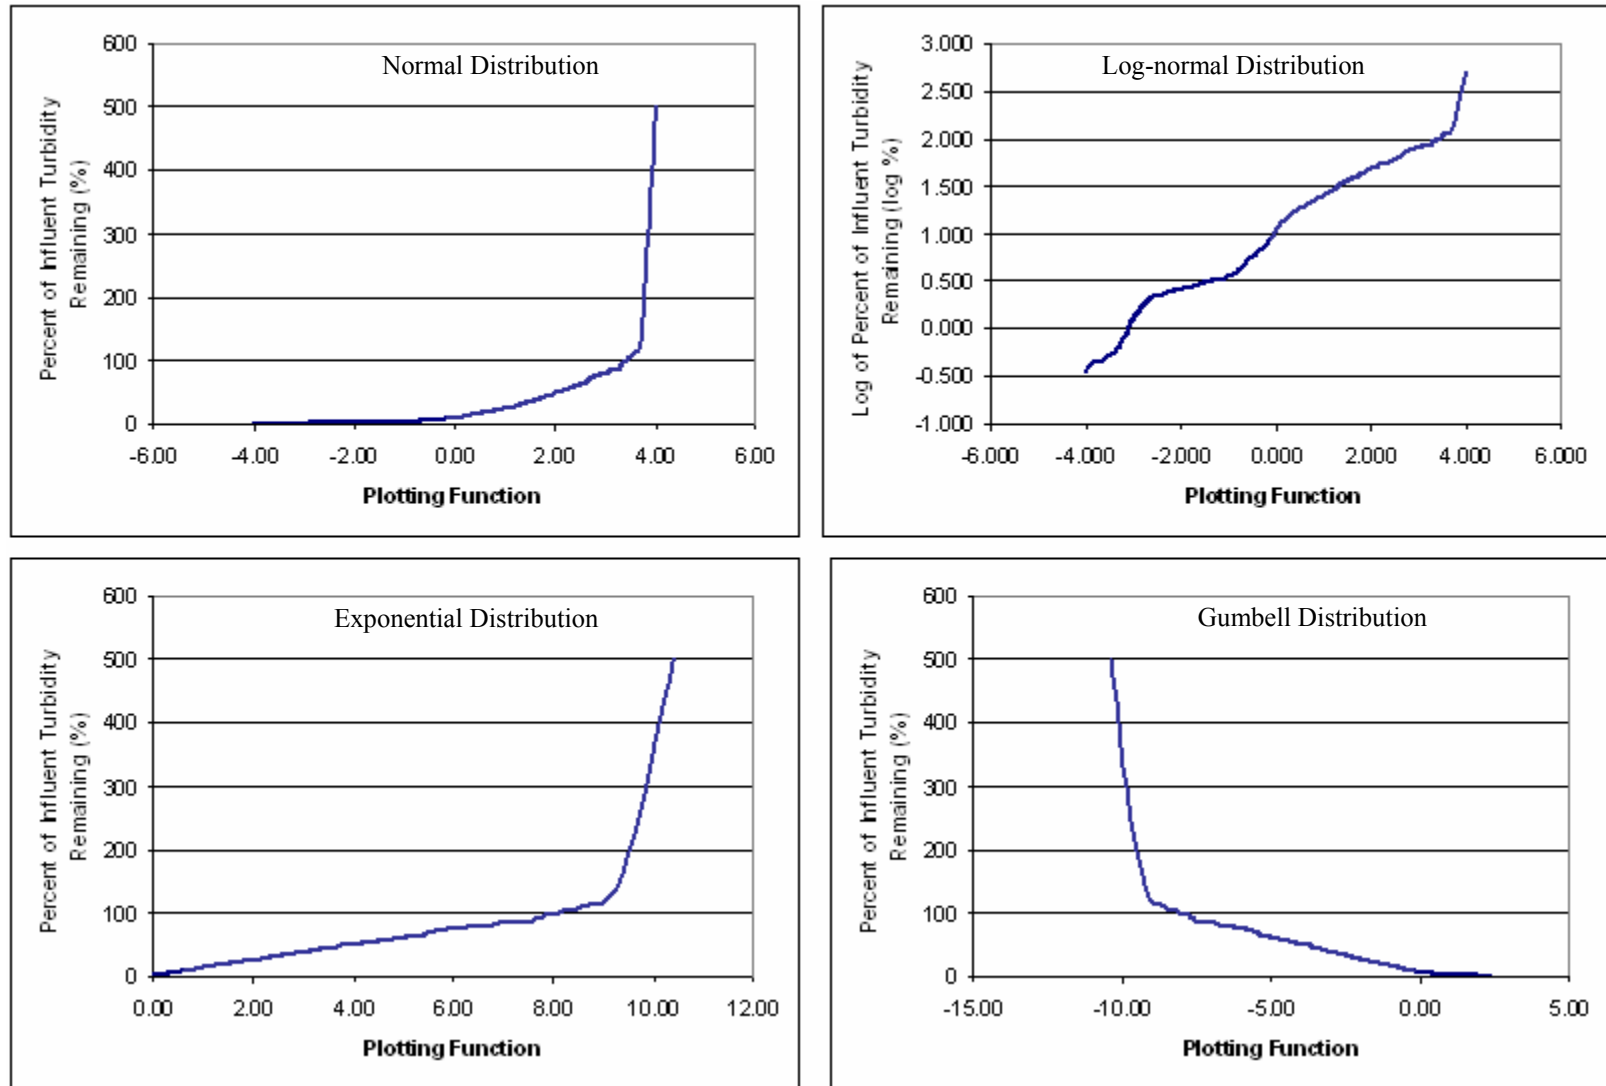 Normal Distribution
600
500
400
300
200
100
0
-6.00 -4.00 -2.00 0.00 2.00 4.00 6.00
Percent of Influent Turbidity
Remaining (%)
Plotting Function
Log-normal Distribution
3.000
2.500
2.000
1.500
1.000
0.500
0.000
-0.500
-1.000
-6.000 -4.000 -2.000 0.000 2.000 4.000 6.000
Log of Percent of Influent Turbidity
Remaining (log %)
Plotting Function
Exponential Distribution
600
500
400
300
200
100
0
0.00 2.00 4.00 6.00 8.00 10.00 12.00
Percent of Influent Turbidity
Remaining (%)
Plotting Function
Gumbell Distribution
600
500
400
300
200
100
0
-15.00 -10.00 -5.00 0.00 5.00
Percent of Influent Turbidity
Remaining (%)
Plotting Function